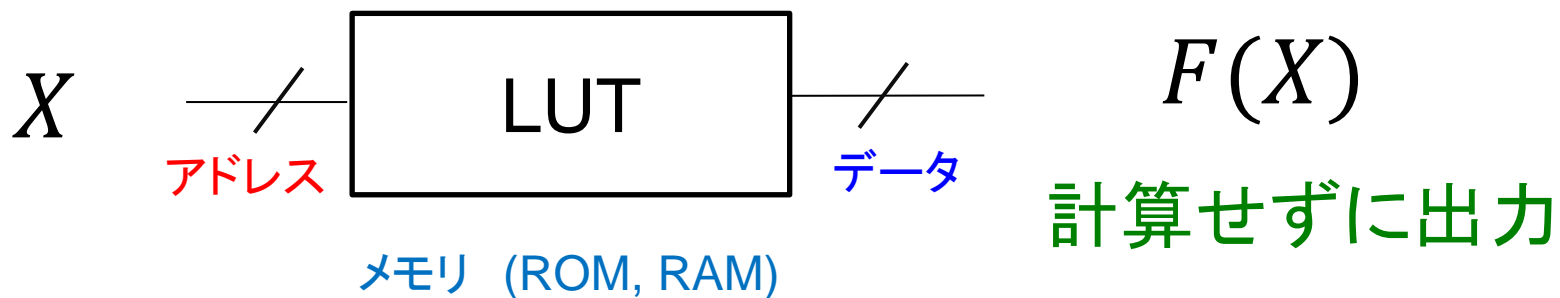 X
アドレス
LUT
データ
F(X)
計算せずに出力
メモリ (ROM, RAM)